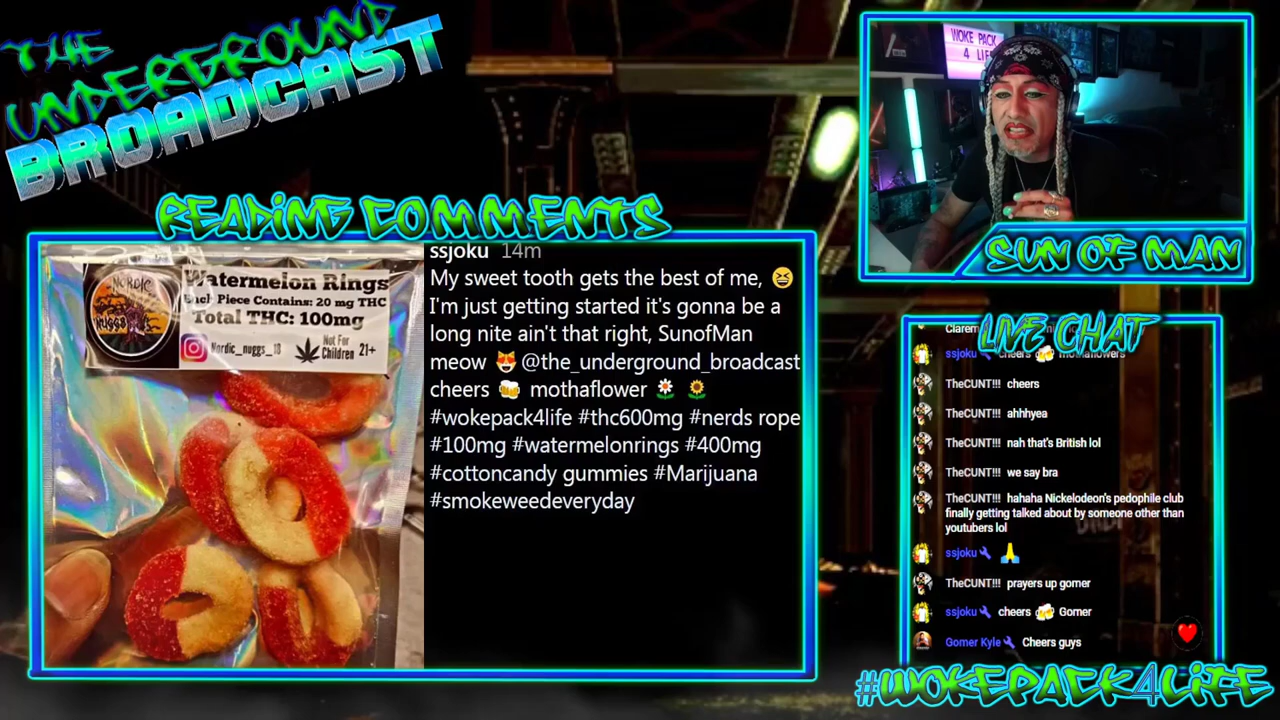 THE
UNDERGROUND
BROADCAST
WOKE PACK
4 LIFE
SUN OF MAN
READING COMMENTS
NORDIC
NUGGS
Watermelon Rings
Each Piece Contains: 20 mg THC
Total THC: 100mg
Nordic_nuggs_18
Not For
Children
21+
ssjoku 14m
My sweet tooth gets the best of me, 😆
I'm just getting started it's gonna be a
long nite ain't that right, SunofMan
meow 😻 @the_underground_broadcast
cheers 🍻 mothaflower 🌼 🌻
#wokepack4life #thc600mg #nerds rope
#100mg #watermelonrings #400mg
#cottoncandy gummies #Marijuana
#smokeweedeveryday
LIVE CHAT
ssjoku cheers 🍻
TheCUNT!!! cheers
TheCUNT!!! ahhhyea
TheCUNT!!! nah that's British lol
TheCUNT!!! we say bra
TheCUNT!!! hahaha Nickelodeon's pedophile club
finally getting talked about by someone other than
youtubers lol
ssjoku 🙏
TheCUNT!!! prayers up gomer
ssjoku cheers 🍻 Gomer
Gomer Kyle Cheers guys
#WOKEPACK4LIFE